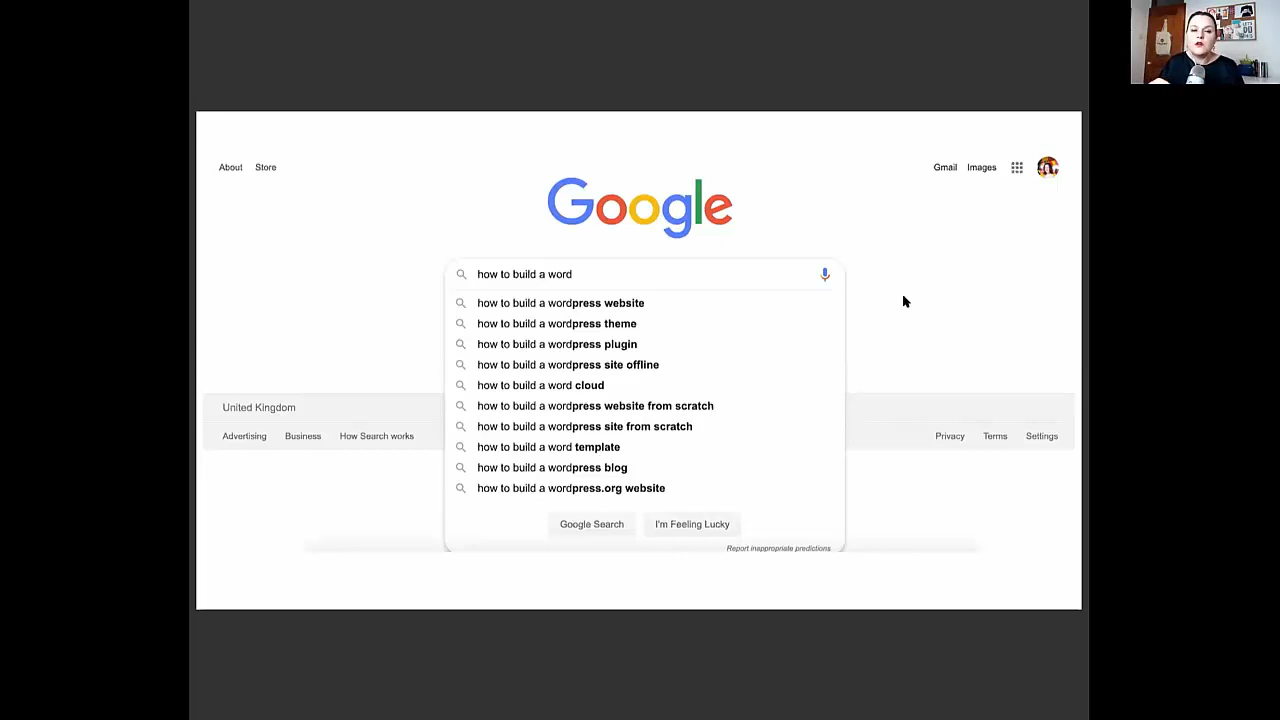 About Store
Gmail Images
Google
how to build a word
how to build a wordpress website
how to build a wordpress theme
how to build a wordpress plugin
how to build a wordpress site offline
how to build a word cloud
how to build a wordpress website from scratch
how to build a wordpress site from scratch
how to build a word template
how to build a wordpress blog
how to build a wordpress.org website
United Kingdom
Advertising Business How Search works
Privacy Terms Settings
Google Search I'm Feeling Lucky
Report inappropriate predictions